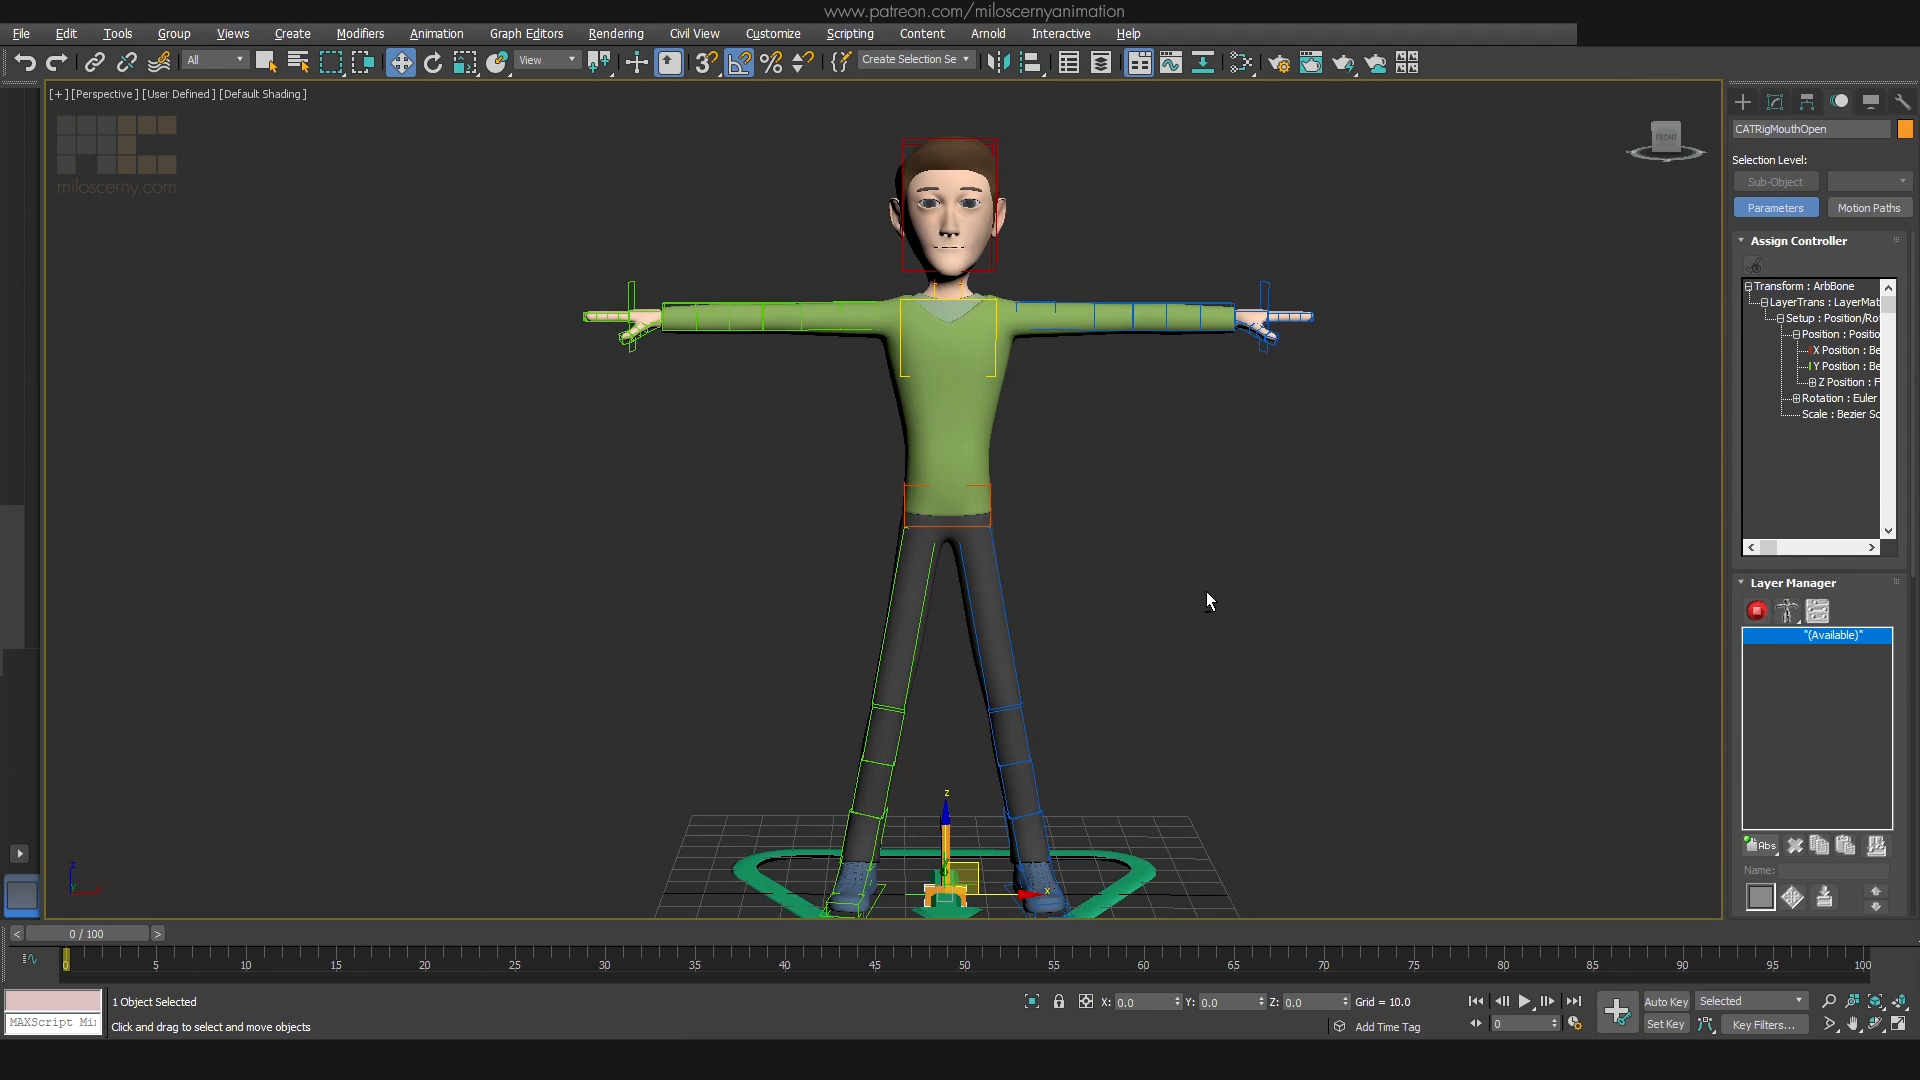 www.patreon.com/miloscernyanimation
File Edit Tools Group Views Create Modifiers Animation Graph Editors Rendering Civil View Customize Scripting Content Arnold Interactive Help
All View 3 Create Selection Se
[+] [Perspective ] [User Defined ] [Default Shading ]
miloscerny.com
FRONT
CATRigMouthOpen
Selection Level:
Sub-Object
Parameters Motion Paths
Assign Controller
Transform : ArbBone
LayerTrans : LayerMat
Setup : Position/Ro
Position : Positio
X Position : Be
Y Position : Be
Z Position : F
Rotation : Euler
Scale : Bezier Sc
Layer Manager
"(Available)"
Abs
Name:
z
x
z
y
< 0 / 100 >
0 5 10 15 20 25 30 35 40 45 50 55 60 65 70 75 80 85 90 95 100
1 Object Selected
X: 0.0 Y: 0.0 Z: 0.0 Grid = 10.0
Auto Key Selected
MAXScript Mi
Click and drag to select and move objects
Add Time Tag
0
Set Key Key Filters...